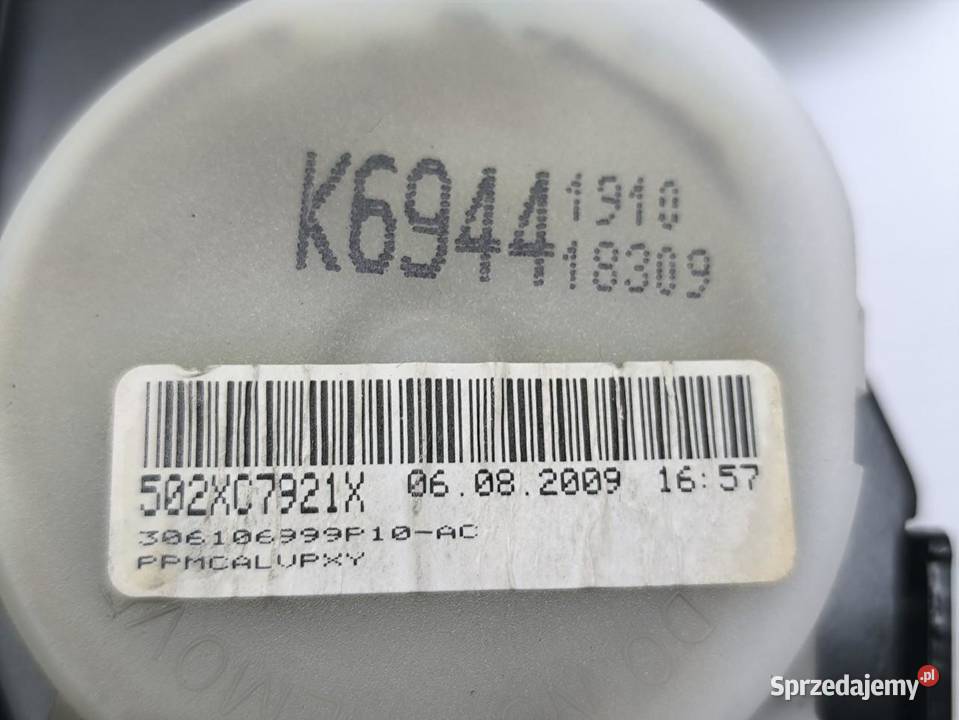 K6944 1910
18309
502XC7921X 06.08.2009 16:57
306106999P10-AC
PPMCALVPXY
Sprzedajemy.pl